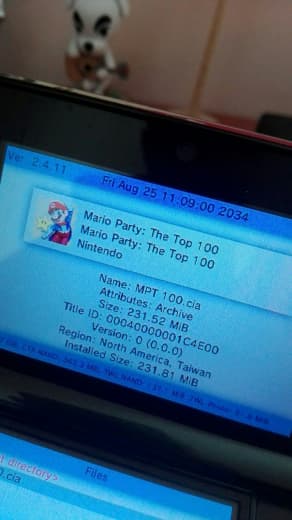 Ver. 2.4.11
Fri Aug 25 11:09:00 2034
Mario Party: The Top 100
Mario Party: The Top 100
Nintendo
Name: MPT 100.cia
Attributes: Archive
Size: 231.52 MiB
Title ID: 00040000001C4E00
Version: 0 (0.0.0)
Region: North America, Taiwan
Installed Size: 231.81 MiB
directory>
Files
.cia